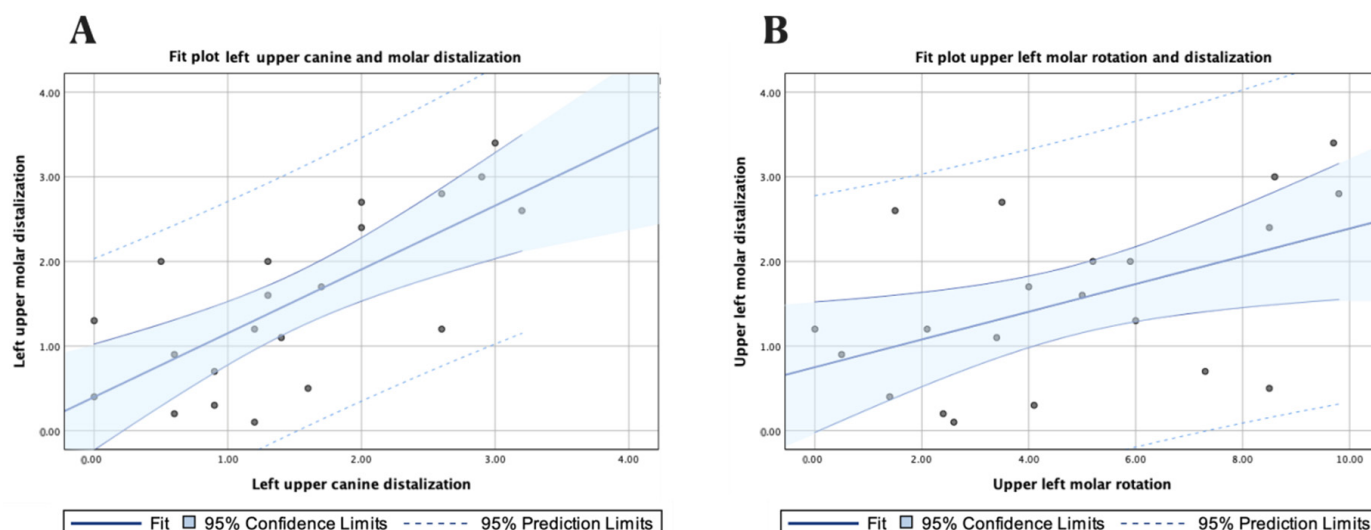 A
Fit plot left upper canine and molar distalization
Left upper molar distalization
4.00
3.00
2.00
1.00
0.00
0.00 1.00 2.00 3.00 4.00
Left upper canine distalization
Fit 95% Confidence Limits 95% Prediction Limits
B
Fit plot upper left molar rotation and distalization
Upper left molar distalization
4.00
3.00
2.00
1.00
0.00
0.00 2.00 4.00 6.00 8.00 10.00
Upper left molar rotation
Fit 95% Confidence Limits 95% Prediction Limits